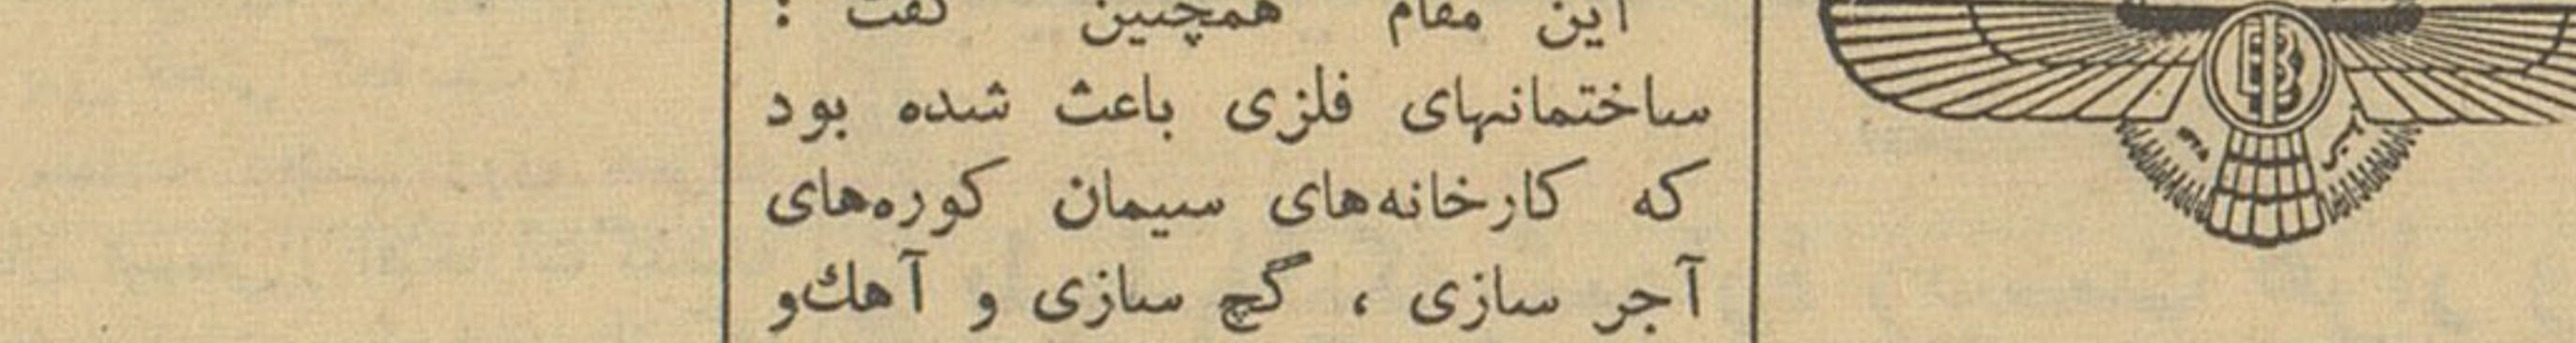 این مقام همچنین گفت :
ساختمانهای فلزی باعث شده بود
که کارخانه‌های سیمان کوره‌های
آجر سازی ، گچ سازی و آهک و